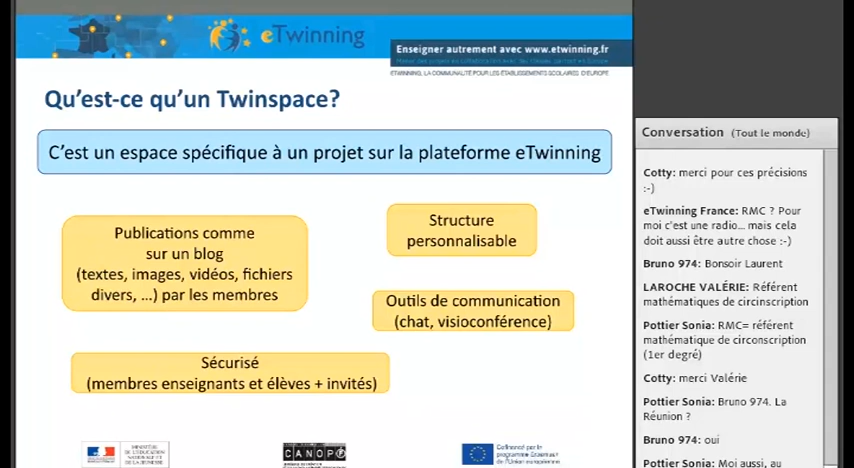 eTwinning
Enseigner autrement avec www.etwinning.fr
ETWINNING, LA COMMUNAUTÉ POUR LES ÉTABLISSEMENTS SCOLAIRES D'EUROPE
Qu'est-ce qu'un Twinspace?
C'est un espace spécifique à un projet sur la plateforme eTwinning
Publications comme
sur un blog
(textes, images, vidéos, fichiers
divers, ...) par les membres
Structure
personnalisable
Outils de communication
(chat, visioconférence)
Sécurisé
(membres enseignants et élèves + invités)
MINISTÈRE
DE L'ÉDUCATION
NATIONALE ET
DE LA JEUNESSE
CANOPÉ
Cofinancé par le
programme Erasmus+
de l'Union européenne
Conversation (Tout le monde)
Cotty: merci pour ces précisions
:-)
eTwinning France: RMC ? Pour
moi c'est une radio... mais cela
doit aussi être autre chose :-)
Bruno 974: Bonsoir Laurent
LAROCHE VALÉRIE: Référent
mathématiques de circinscription
Pottier Sonia: RMC= référent
mathématique de circonscription
(1er degré)
Cotty: merci Valérie
Pottier Sonia: Bruno 974. La
Réunion ?
Bruno 974: oui
Pottier Sonia: Moi aussi, au